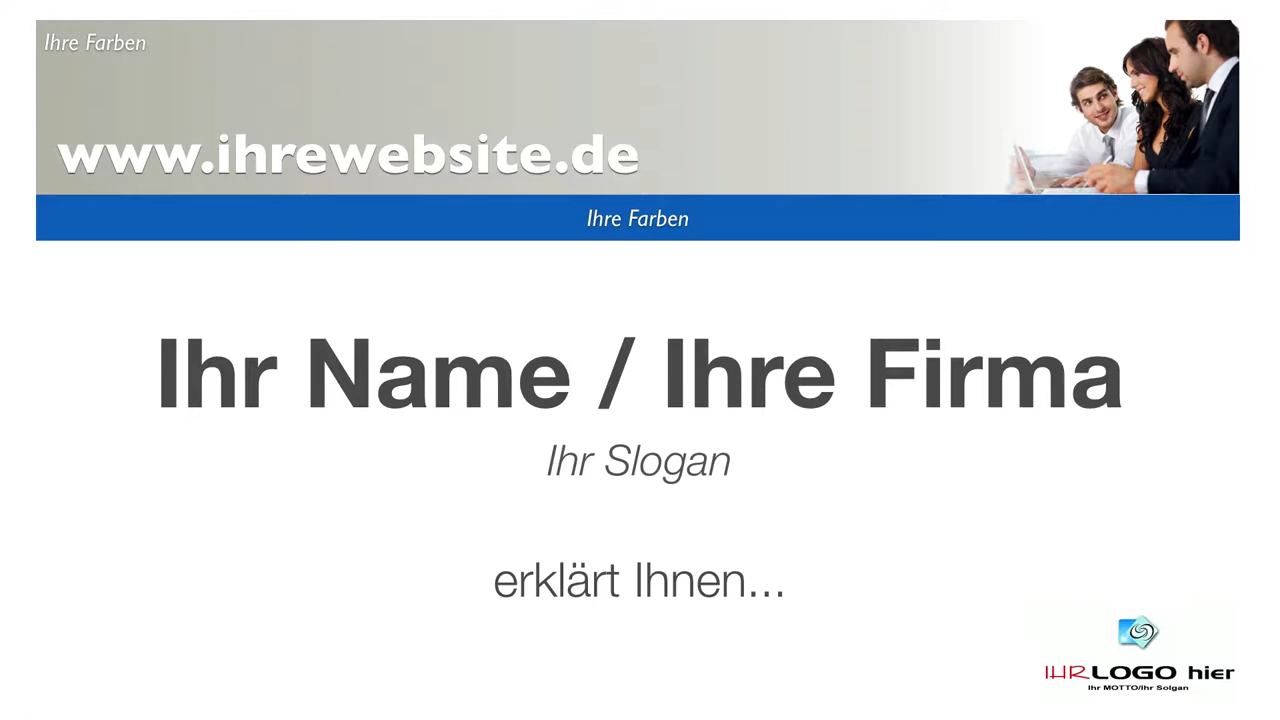 Ihre Farben
www.ihrewebsite.de
Ihre Farben
Ihr Name / Ihre Firma
Ihr Slogan
erklärt Ihnen...
IHRLOGO hier
Ihr MOTTO/Ihr Solgan